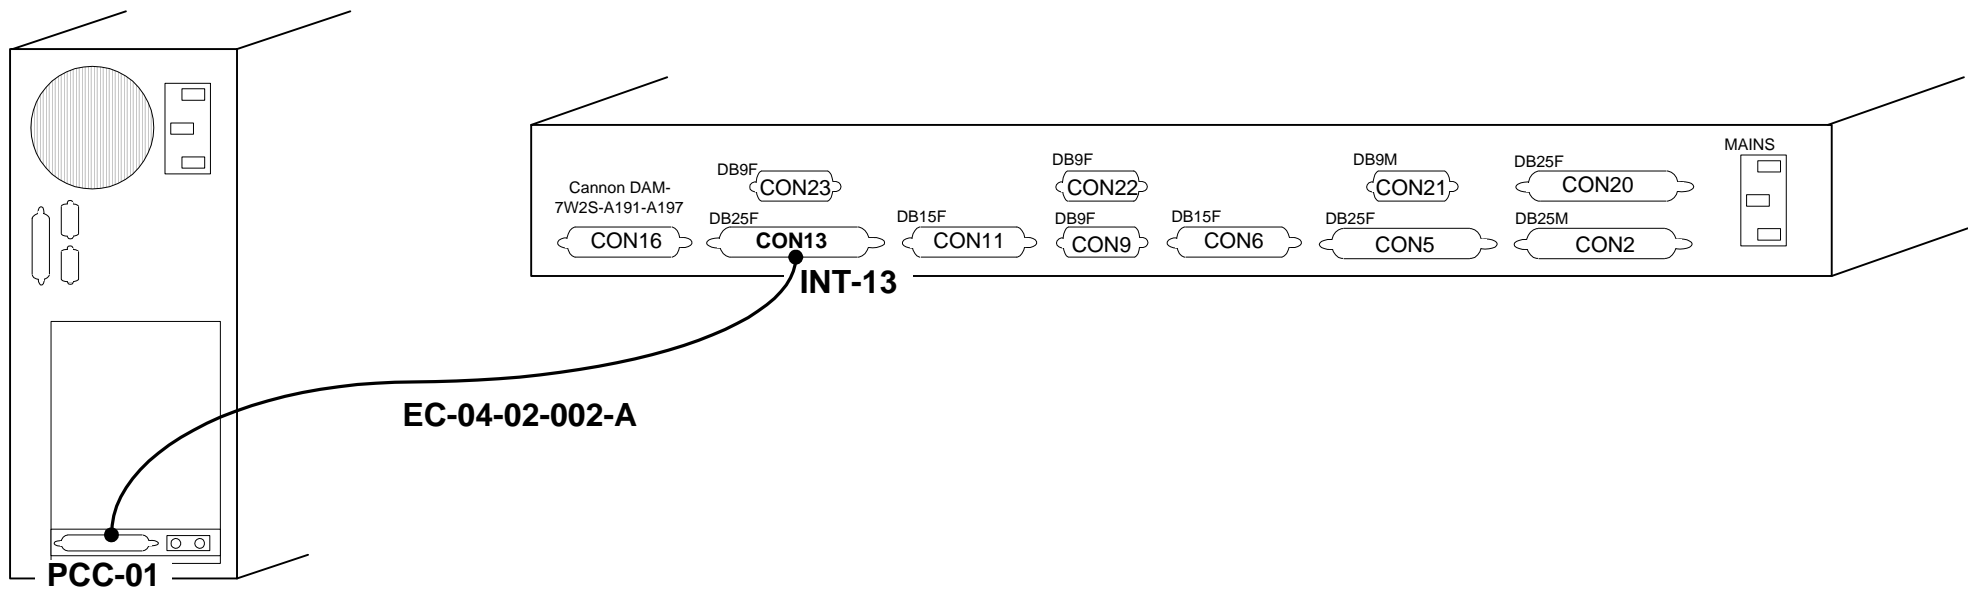 MAINS
DB9F
DB9F
DB9M
DB25F
CON23
CON22
CON21
CON20
Cannon DAM-
7W2S-A191-A197
DB25F
DB15F
DB9F
DB15F
DB25F
DB25M
CON16
CON13
CON11
CON9
CON6
CON5
CON2
INT-13
EC-04-02-002-A
PCC-01